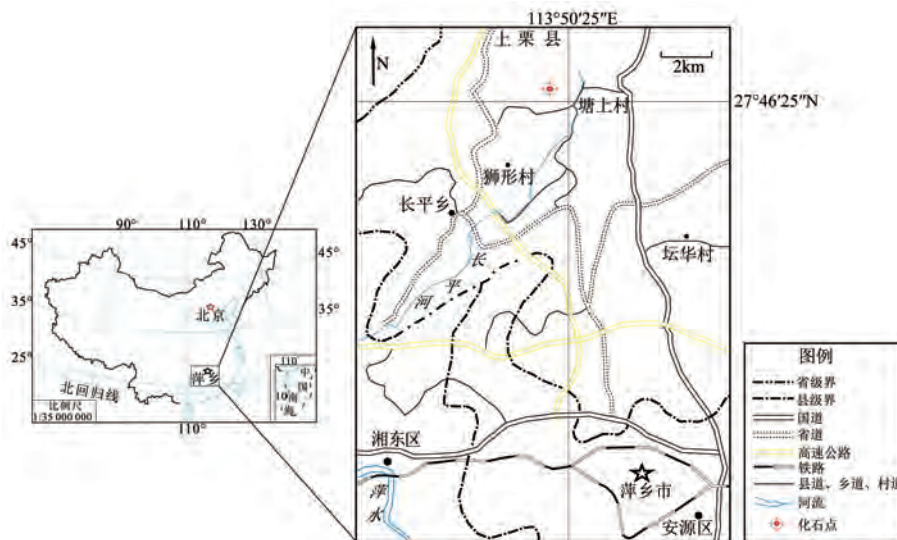 113°50′25″E
上栗县
N
2km
塘上村
27°46′25″N
狮形村
长平乡
坛华村
长平河
湘东区
萍水
萍乡市
安源区
90° 110° 130°
45° 45°
35° 35°
25°
北京
萍乡
北回归线
比例尺
1:35 000 000
110°
110
10
中国
南海
图例
省级界
县级界
国道
省道
高速公路
铁路
县道、乡道、村道
河流
化石点